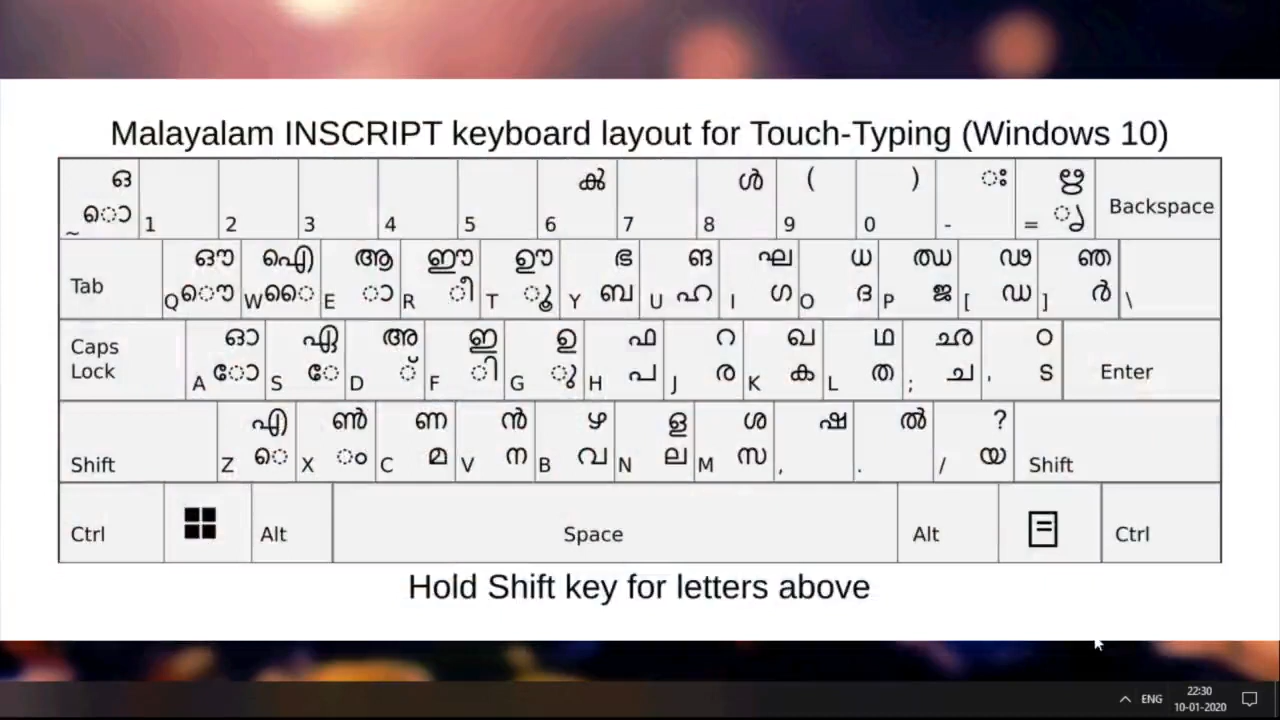 Malayalam INSCRIPT keyboard layout for Touch-Typing (Windows 10)
ഒ ക്ഷ ൾ ( ) ഃ ഋ
~ ൊ 1 2 3 4 5 6 7 8 9 0 - = ൃ Backspace
ഔ ഐ ആ ഈ ഊ ഭ ങ ഘ ധ ഝ ഢ ഞ
Tab Q ൌ W ൈ E ാ R ീ T ൂ Y ബ U ഹ I ഗ O ദ P ജ [ ഡ ] ർ \
ഓ ഏ അ ഇ ഉ ഫ റ ഖ ഥ ഛ ഠ
Caps Lock A ോ S േ D ് F ി G ു H പ J ര K ക L ത ; ച ' ട Enter
എ ൺ ണ ൻ ഴ ള ശ ഷ ൽ ?
Shift Z െ X ം C മ V ന B വ N ല M സ , . / യ Shift
Ctrl Alt Space Alt Ctrl
Hold Shift key for letters above
ENG
22:30
10-01-2020